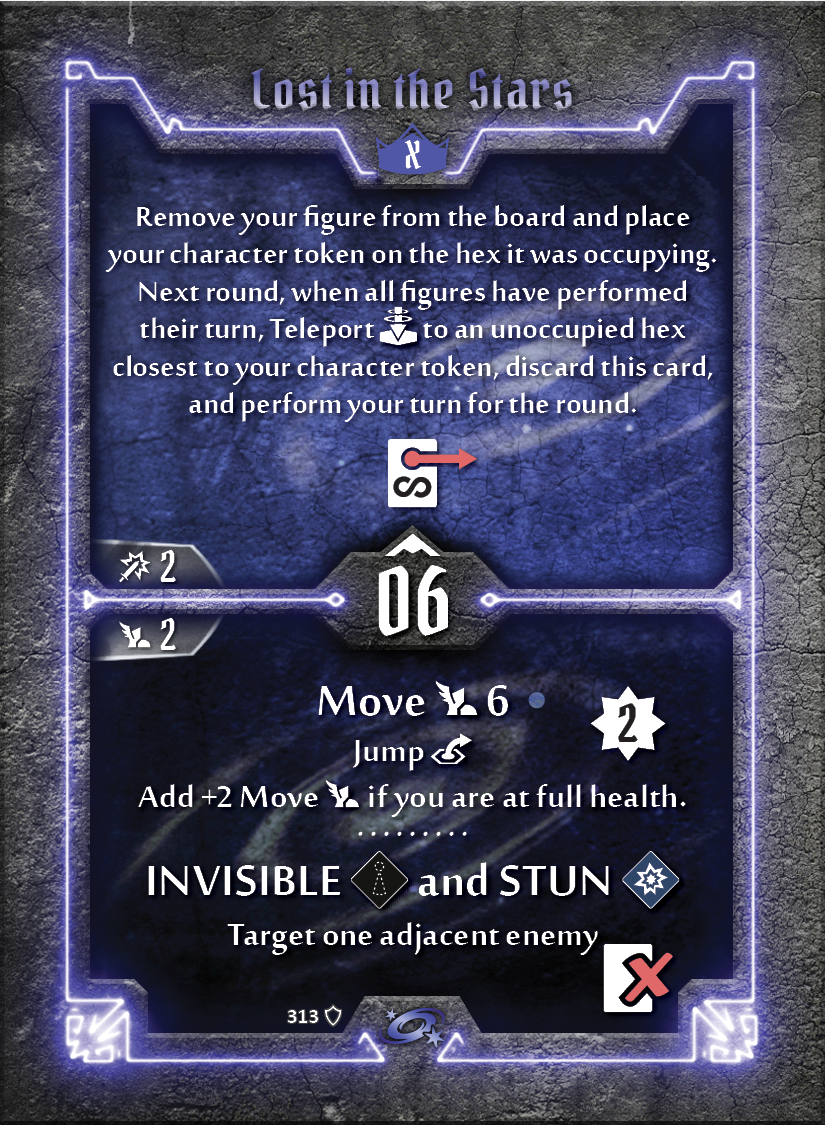 Lost in the Stars
X
Remove your figure from the board and place
your character token on the hex it was occupying.
Next round, when all figures have performed
their turn, Teleport to an unoccupied hex
closest to your character token, discard this card,
and perform your turn for the round.
2
06
2
Move 6
2
Jump
Add +2 Move if you are at full health.
INVISIBLE and STUN
Target one adjacent enemy
313